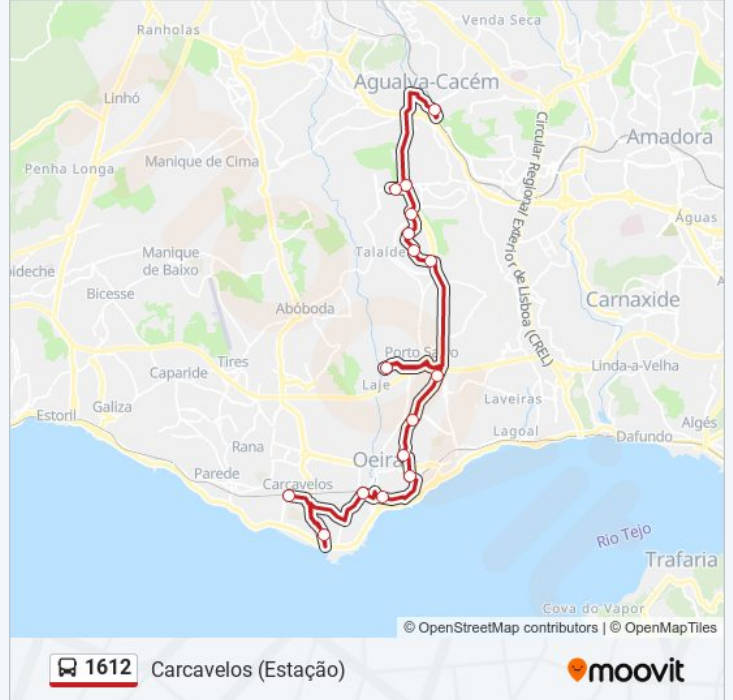 Venda Seca
Ranholas
Agualva-Cacém
Linhó
Amadora
Manique de Cima
Penha Longa
Circular Regional Exterior de Lisboa (CREL)
Águas
Talaíde
Manique
de Baixo
Bicesse
Carnaxide
Abóboda
Porto Salvo
Tires
Linda-a-Velha
Caparide
Laje
Laveiras
Galiza
Estoril
Algés
Lagoal
Dafundo
Rana
Oeiras
Parede
Carcavelos
Rio Tejo
Trafaria
Cova do Vapor
© OpenStreetMap contributors | © OpenMapTiles
1612 Carcavelos (Estação)
moovit